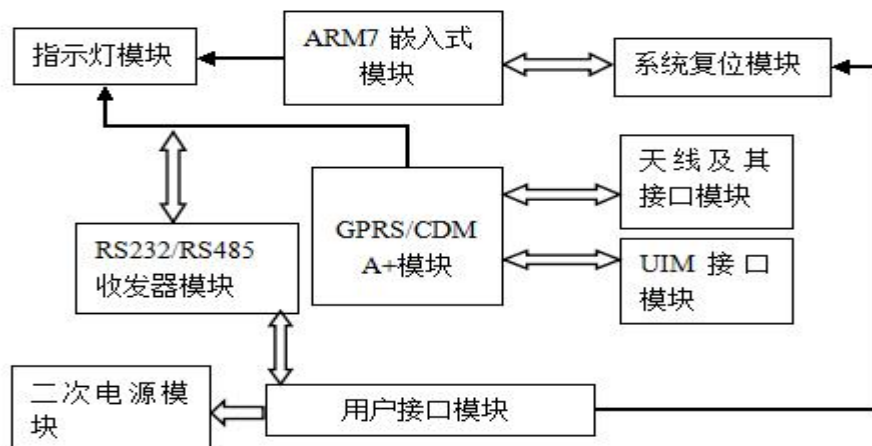 指示灯模块
ARM7 嵌入式
模块
系统复位模块
天线及其
接口模块
GPRS/CDM
A+模块
RS232/RS485
收发器模块
UIM 接口
模块
二次电源模
块
用户接口模块